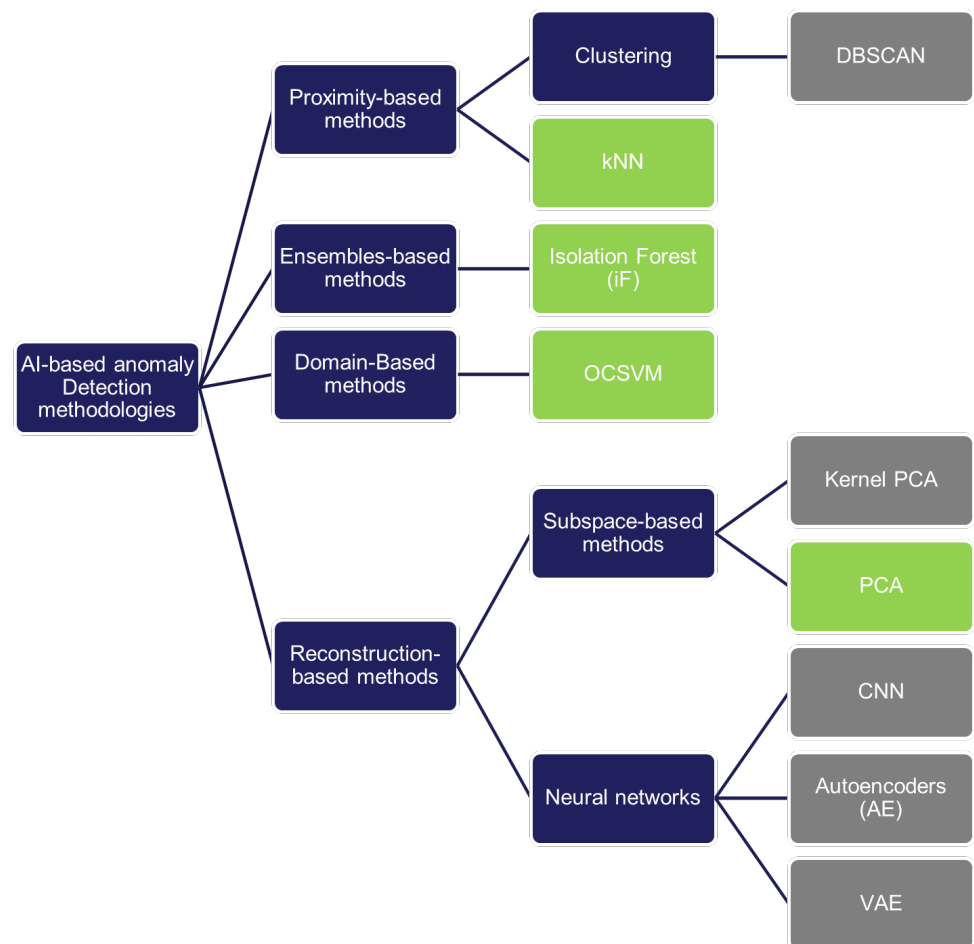 Clustering
DBSCAN
Proximity-based
methods
kNN
Ensembles-based
methods
Isolation Forest
(iF)
Domain-Based
methods
OCSVM
AI-based anomaly
Detection
methodologies
Kernel PCA
Subspace-based
methods
PCA
Reconstruction-
based methods
CNN
Neural networks
Autoencoders
(AE)
VAE